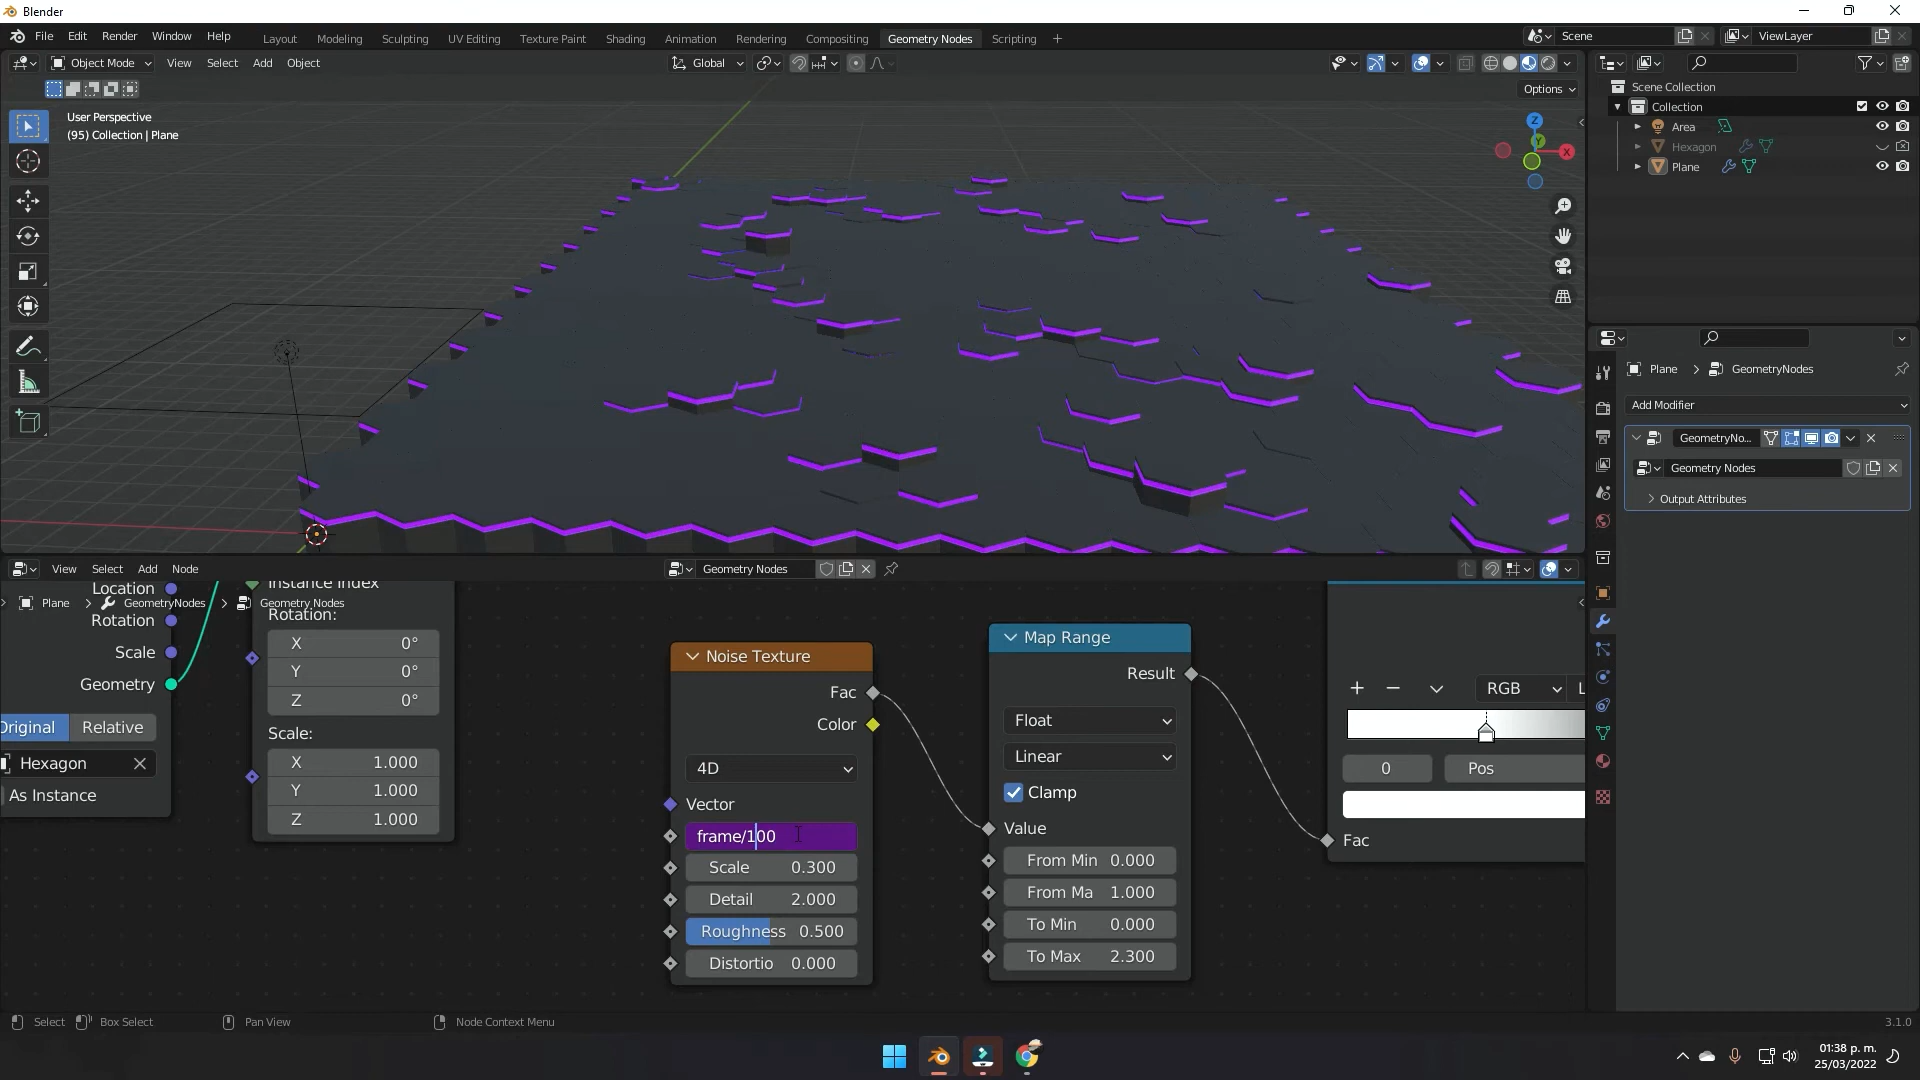 Blender
File Edit Render Window Help
Layout Modeling Sculpting UV Editing Texture Paint Shading Animation Rendering Compositing Geometry Nodes Scripting +
Scene
ViewLayer
Object Mode
View Select Add Object
Global
Options
User Perspective
(95) Collection | Plane
Z
Y
X
Scene Collection
Collection
Area
Hexagon
Plane
Plane > GeometryNodes
Add Modifier
GeometryNo...
Geometry Nodes
Output Attributes
View Select Add Node
Geometry Nodes
Plane > GeometryNodes > Geometry Nodes
Location
Rotation
Scale
Geometry
Original Relative
Hexagon
As Instance
Instance Index
Rotation:
X 0°
Y 0°
Z 0°
Scale:
X 1.000
Y 1.000
Z 1.000
Noise Texture
Fac
Color
4D
Vector
frame/100
Scale 0.300
Detail 2.000
Roughness 0.500
Distortio 0.000
Map Range
Result
Float
Linear
Clamp
Value
From Min 0.000
From Ma 1.000
To Min 0.000
To Max 2.300
+ − RGB L
0 Pos
Fac
Select Box Select Pan View Node Context Menu
3.1.0
01:38 p. m.
25/03/2022